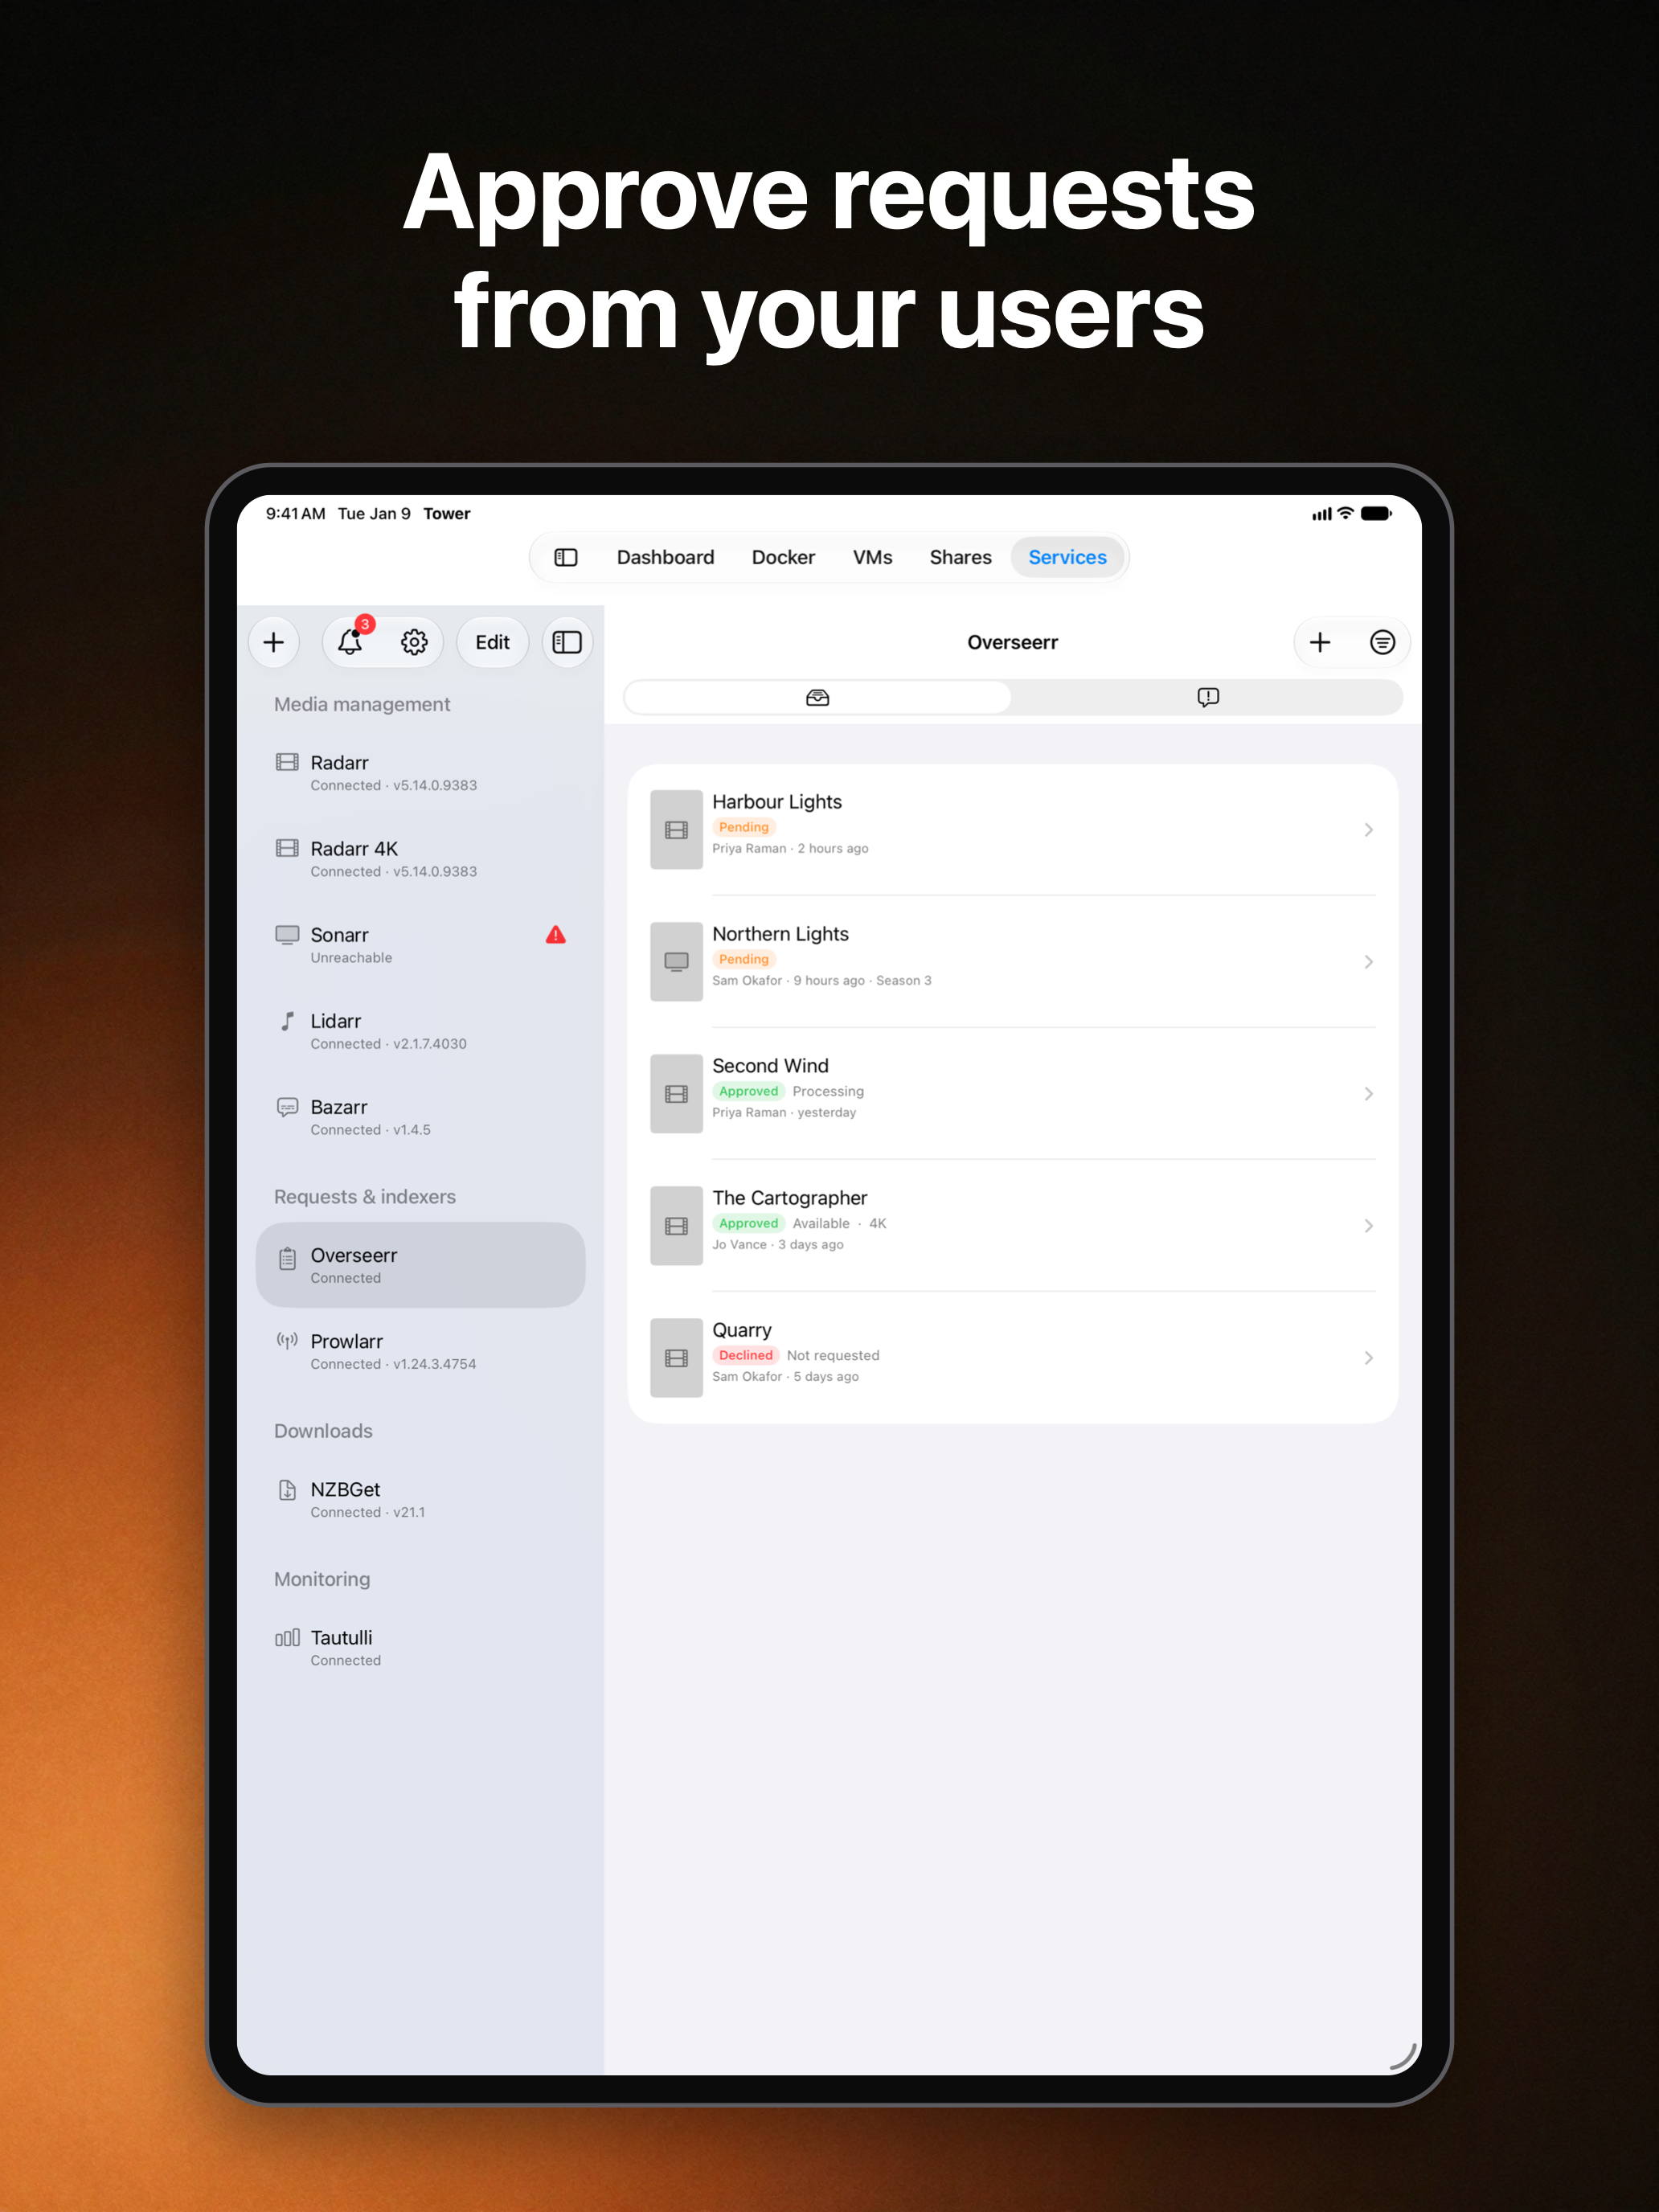 Approve requests
from your users
9:41 AM Tue Jan 9 Tower
Dashboard Docker VMs Shares Services
3
Edit
Overseerr
Media management
Radarr
Connected · v5.14.0.9383
Radarr 4K
Connected · v5.14.0.9383
Sonarr
Unreachable
Lidarr
Connected · v2.1.7.4030
Bazarr
Connected · v1.4.5
Requests & indexers
Overseerr
Connected
Prowlarr
Connected · v1.24.3.4754
Downloads
NZBGet
Connected · v21.1
Monitoring
Tautulli
Connected
Harbour Lights
Pending
Priya Raman · 2 hours ago
Northern Lights
Pending
Sam Okafor · 9 hours ago · Season 3
Second Wind
Approved Processing
Priya Raman · yesterday
The Cartographer
Approved Available · 4K
Jo Vance · 3 days ago
Quarry
Declined Not requested
Sam Okafor · 5 days ago